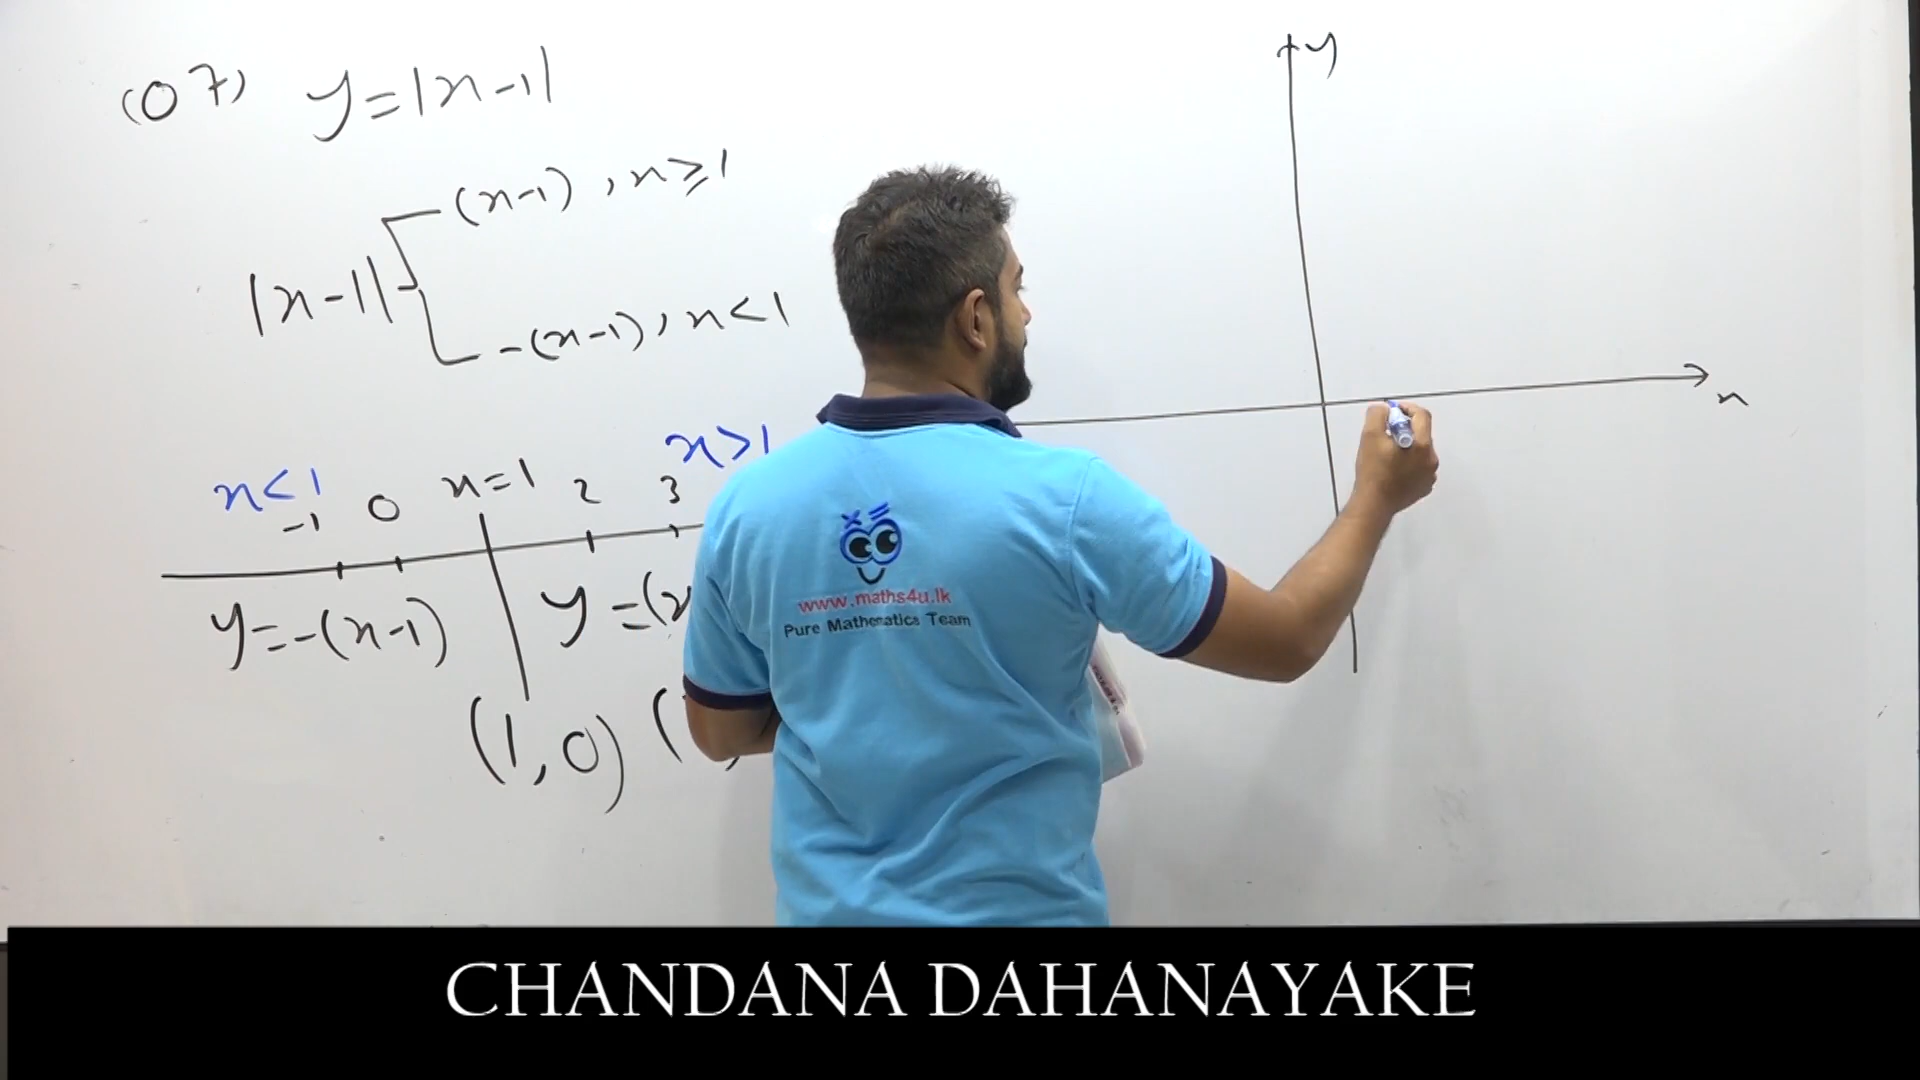 (07) y=|x-1|
|x-1|
(x-1), x≥1
-(x-1), x<1
x<1 x>1
-1 0 x=1 2 3
y=-(x-1) y=(x
(1,0) ( ,
y
x
x =
www.maths4u.lk
Pure Mathematics Team
CHANDANA DAHANAYAKE